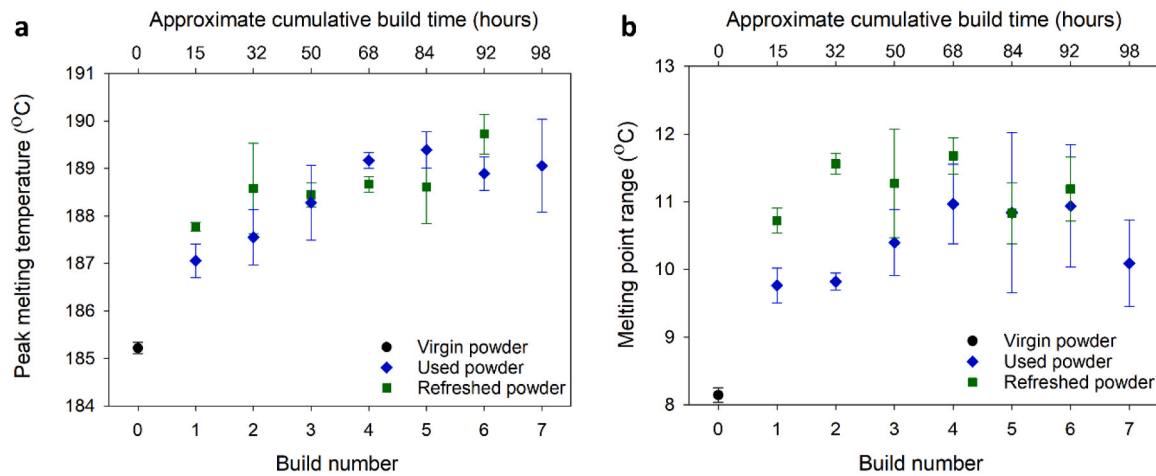 a
Approximate cumulative build time (hours)
0 15 32 50 68 84 92 98
191
190
189
188
187
186
185
184
Peak melting temperature (°C)
Virgin powder
Used powder
Refreshed powder
0 1 2 3 4 5 6 7
Build number
b
Approximate cumulative build time (hours)
0 15 32 50 68 84 92 98
13
12
11
10
9
8
Melting point range (°C)
Virgin powder
Used powder
Refreshed powder
0 1 2 3 4 5 6 7
Build number